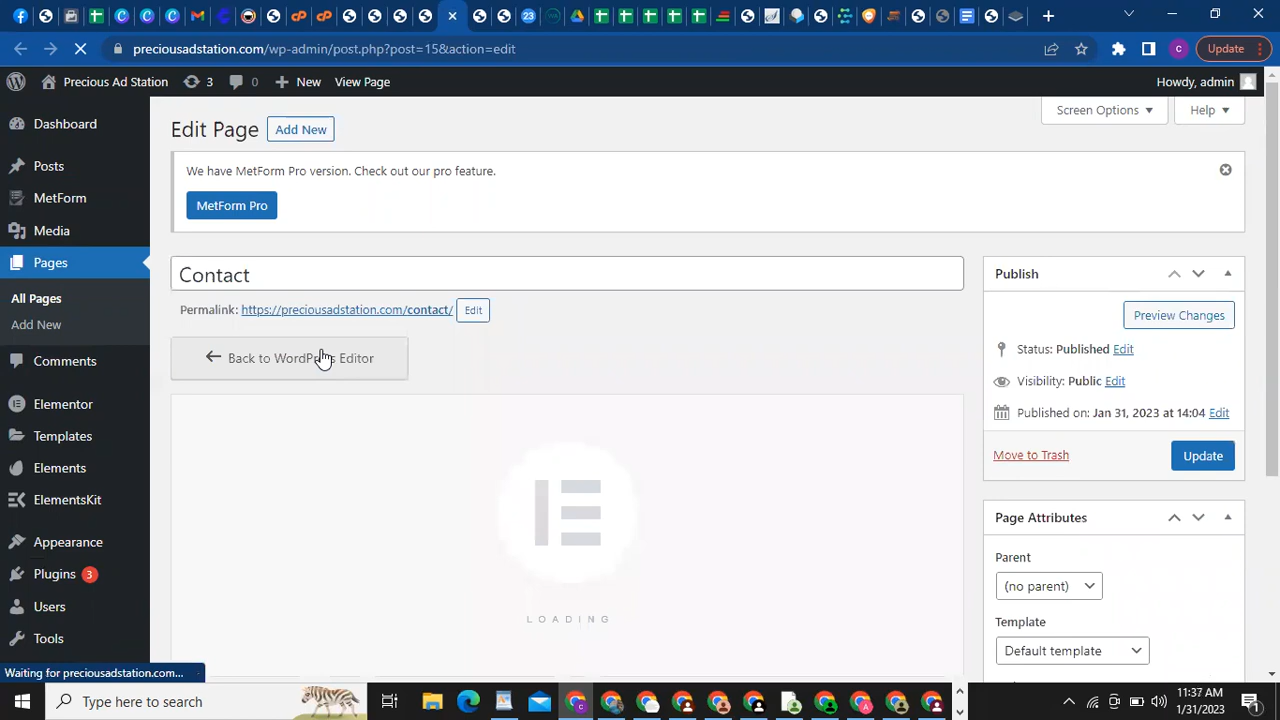 23
preciousadstation.com/wp-admin/post.php?post=15&action=edit
C
Update
Precious Ad Station
3
0
New
View Page
Howdy, admin
Dashboard
Posts
MetForm
Media
Pages
All Pages
Add New
Comments
Elementor
Templates
Elements
ElementsKit
Appearance
Plugins 3
Users
Tools
Screen Options
Help
Edit Page
Add New
We have MetForm Pro version. Check out our pro feature.
MetForm Pro
Contact
Permalink: https://preciousadstation.com/contact/ Edit
Back to WordPress Editor
LOADING
Publish
Preview Changes
Status: Published Edit
Visibility: Public Edit
Published on: Jan 31, 2023 at 14:04 Edit
Move to Trash
Update
Page Attributes
Parent
(no parent)
Template
Default template
Waiting for preciousadstation.com...
Type here to search
11:37 AM
1/31/2023
1